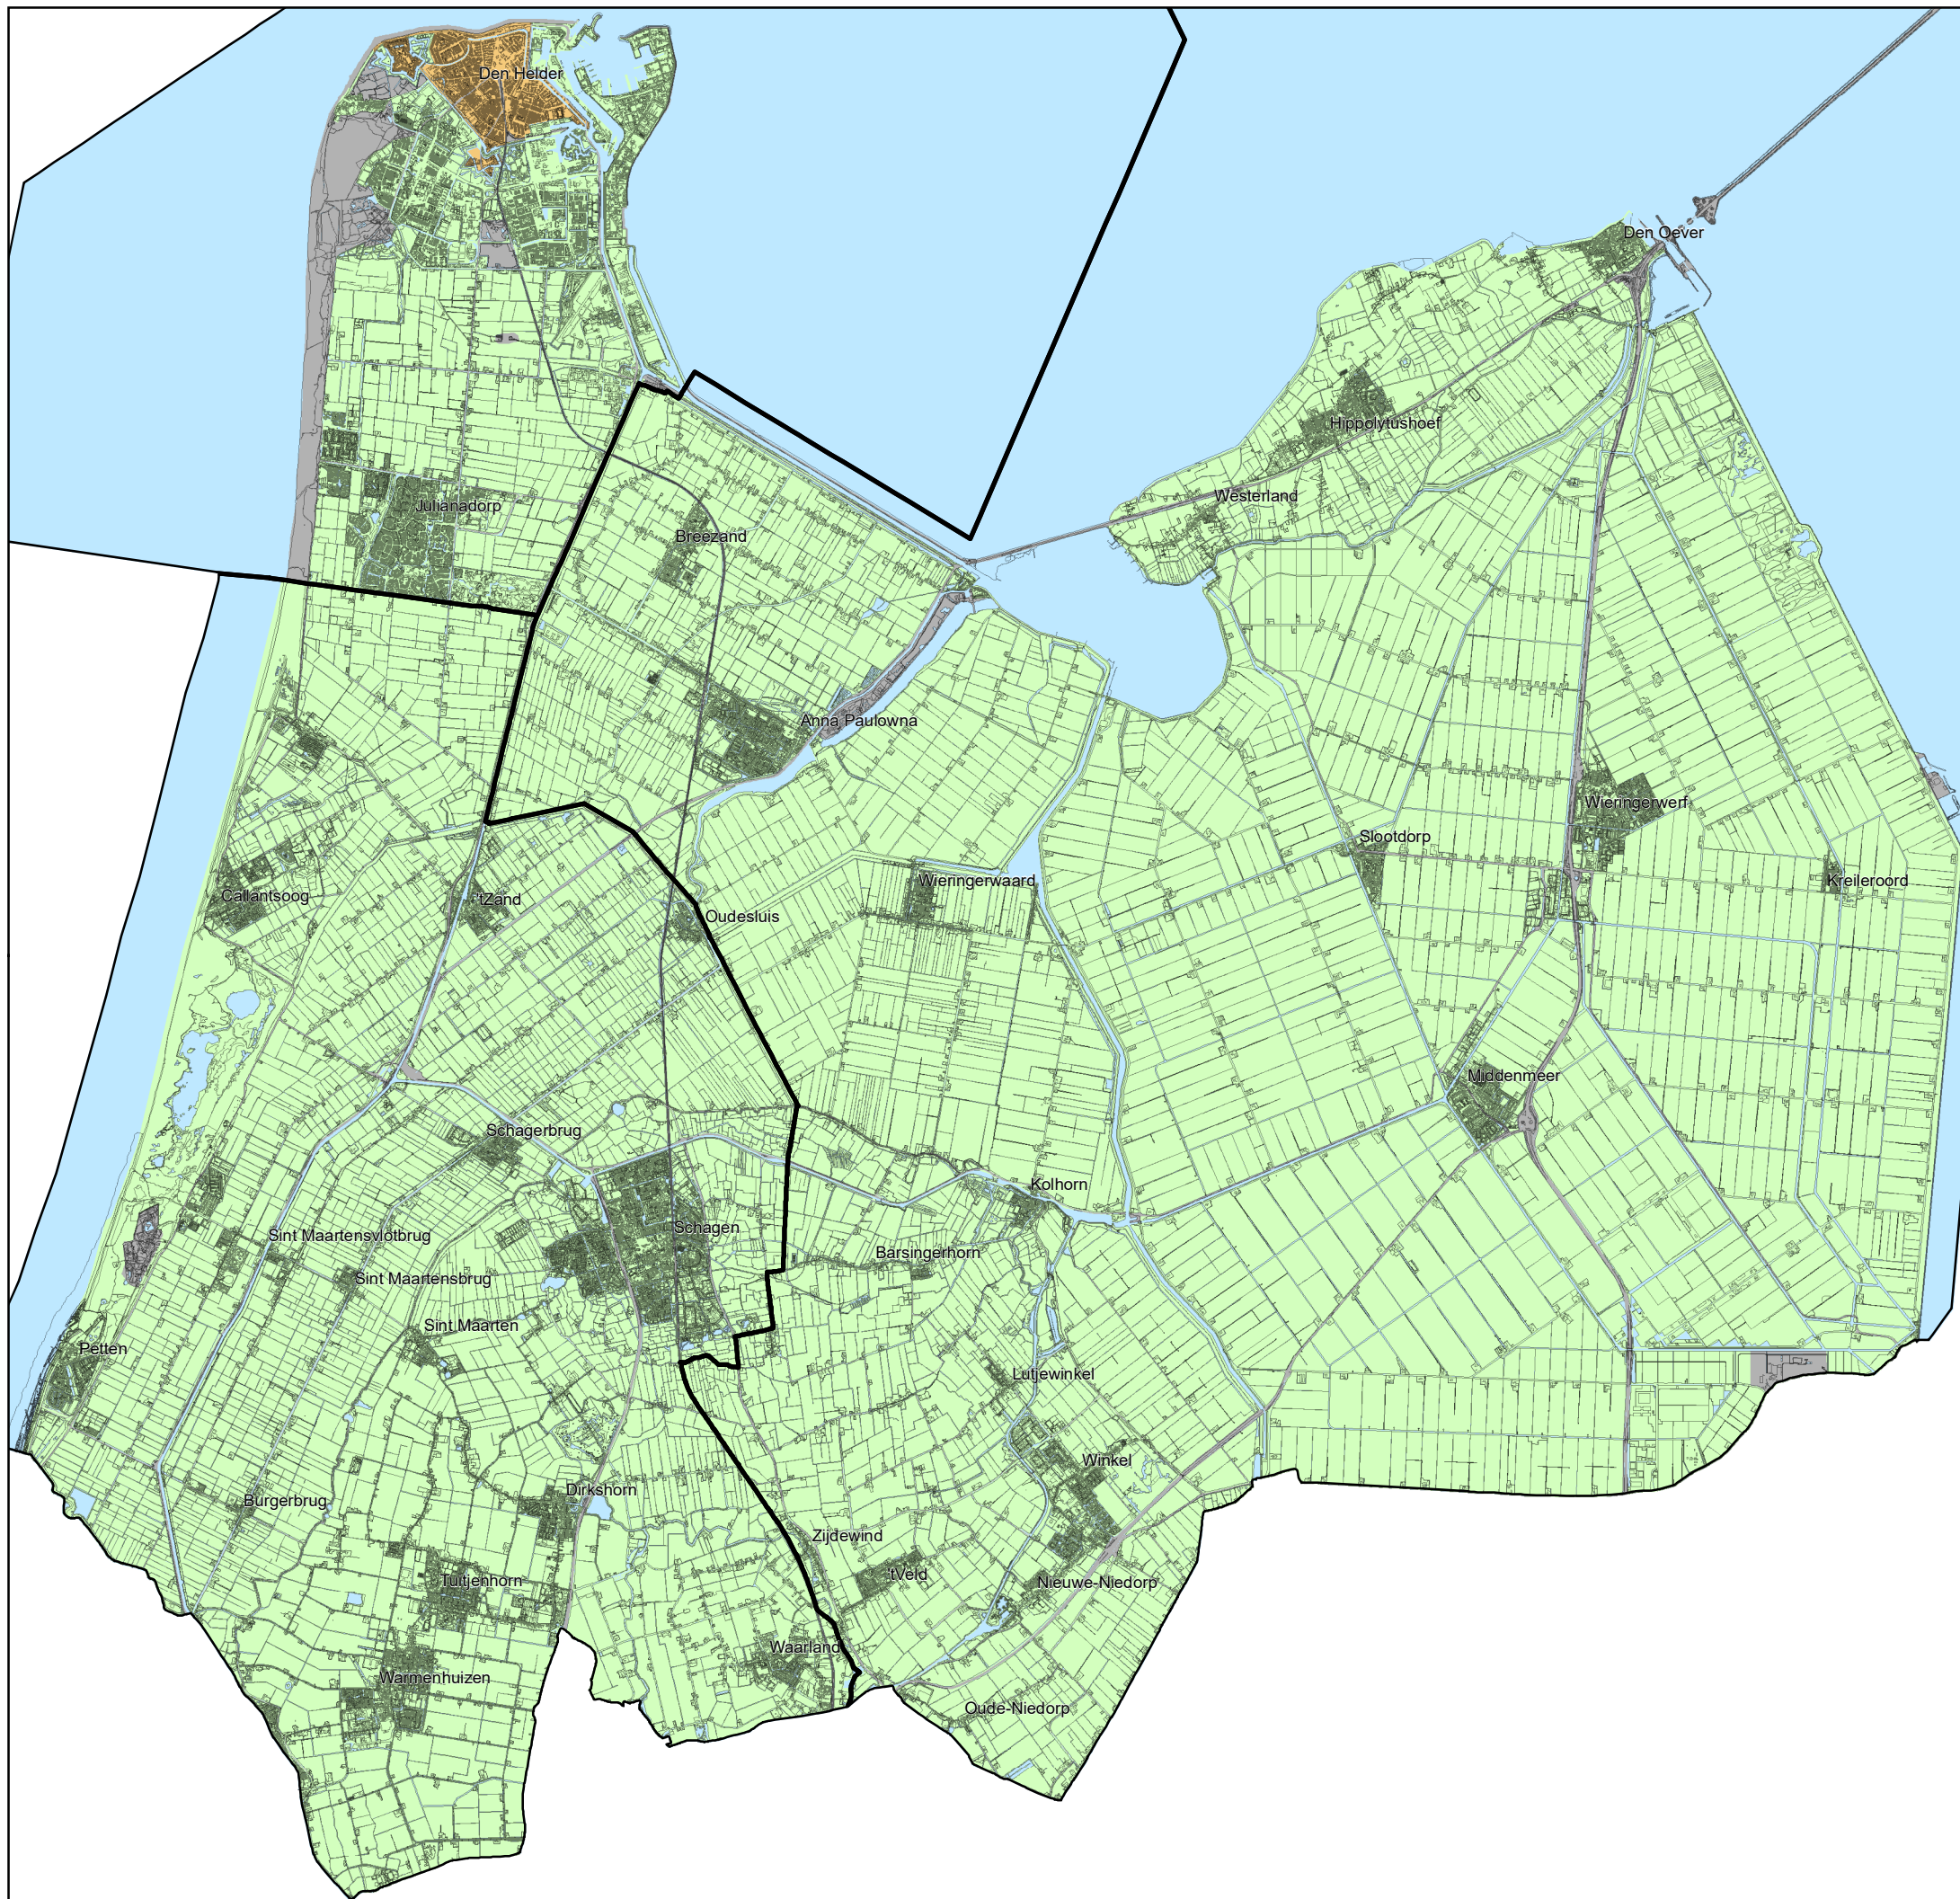 Den Helder
Den Oever
Hippolytushoef
Westerland
Julianadorp
Breezand
Anna Paulowna
Wieringerwerf
Slootdorp
Kreileroord
Wieringerwaard
Callantsoog
'tZand
Oudesluis
Middenmeer
Schagerbrug
Kolhorn
Schagen
Sint Maartensvlotbrug
Barsingerhorn
Sint Maartensbrug
Sint Maarten
Petten
Lutjewinkel
Winkel
Dirkshorn
Burgerbrug
Zijdewind
'tVeld
Tuitjenhorn
Nieuwe-Niedorp
Waarland
Warmenhuizen
Oude-Niedorp